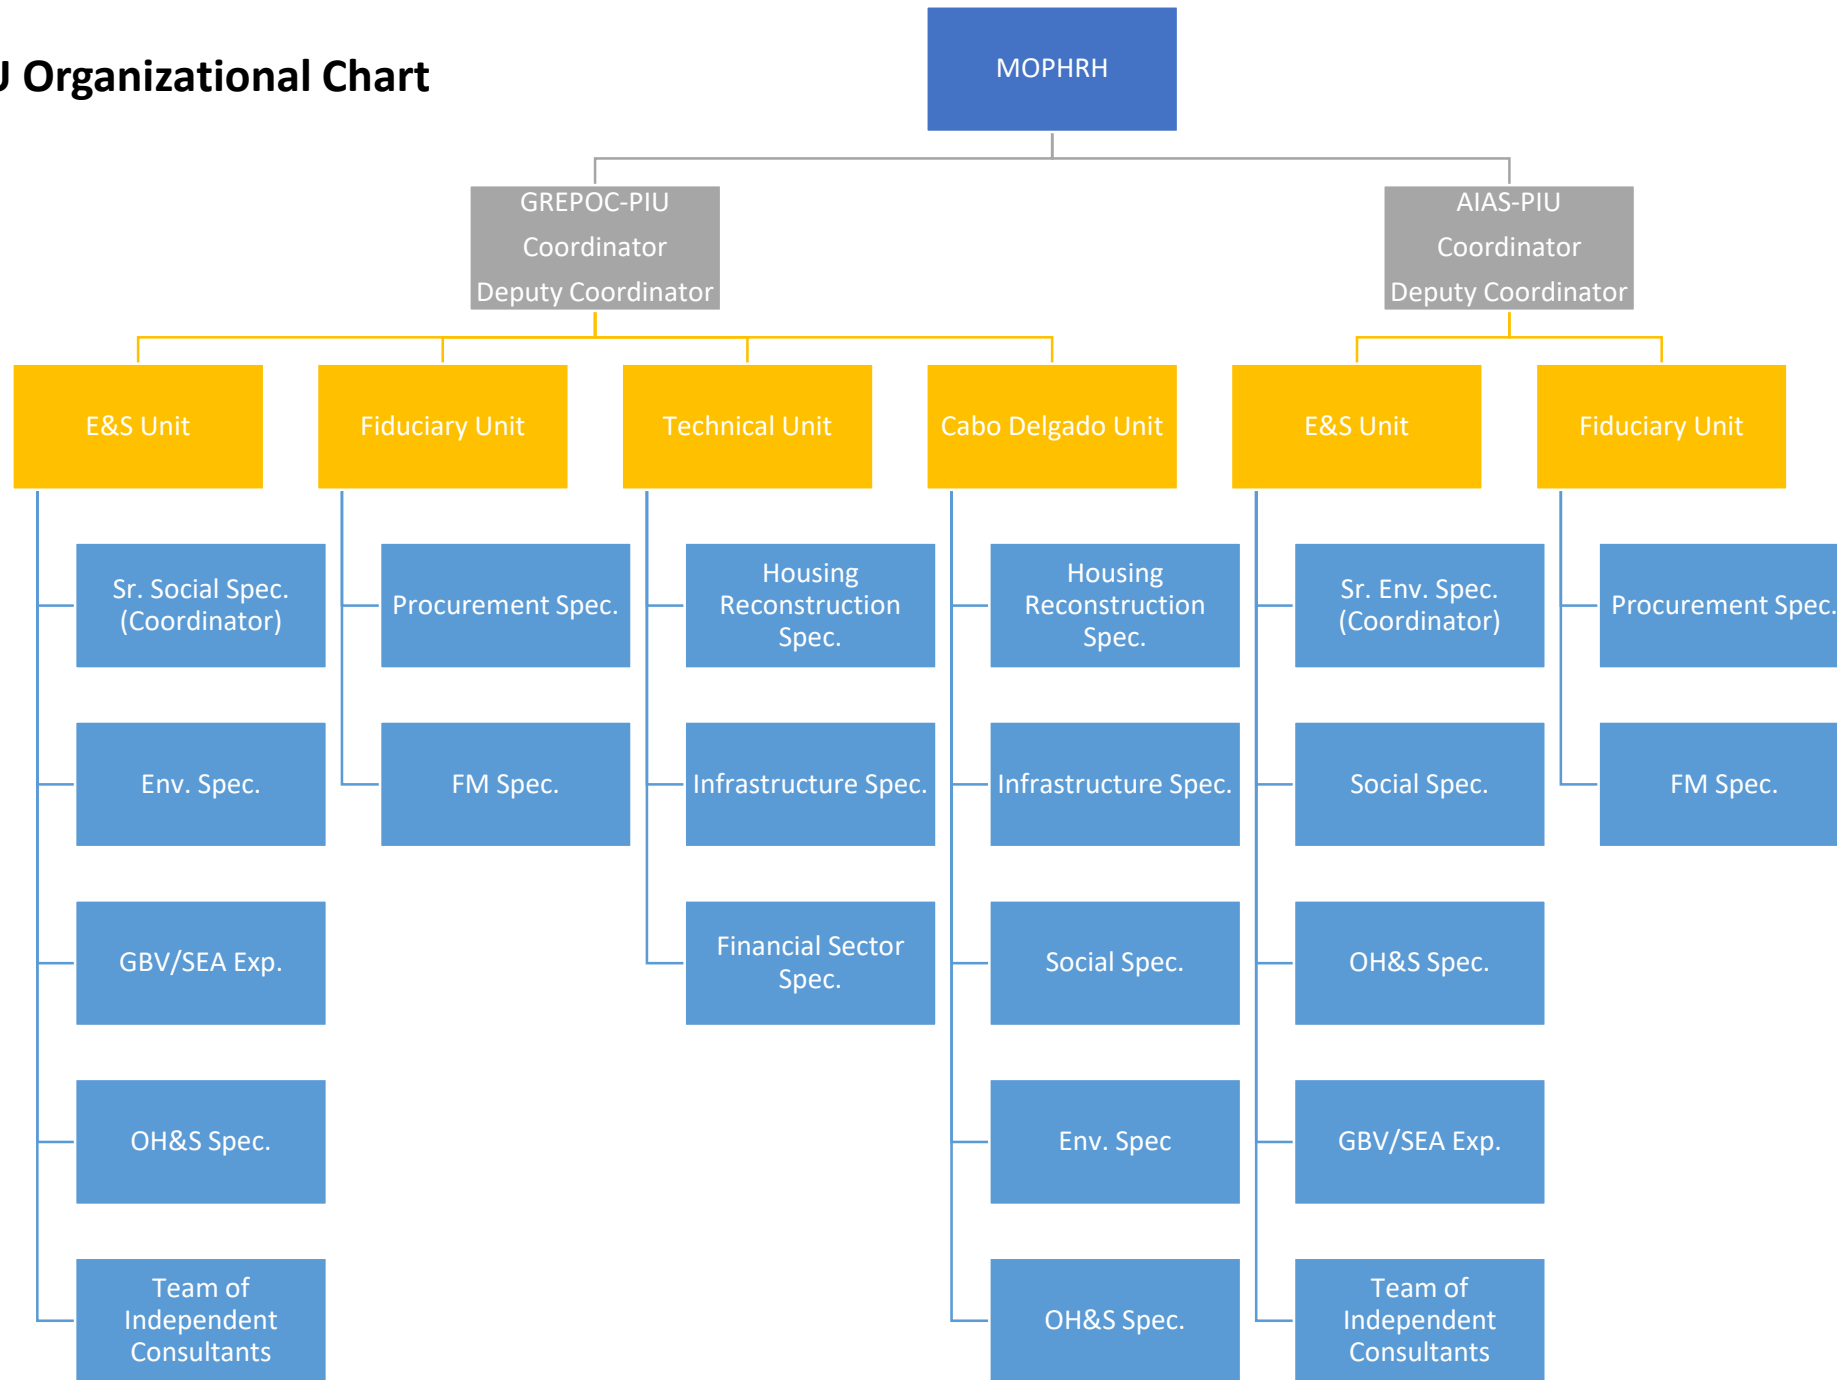 U Organizational Chart
MOPHRH
GREPOC-PIU
Coordinator
Deputy Coordinator
AIAS-PIU
Coordinator
Deputy Coordinator
E&S Unit
Fiduciary Unit
Technical Unit
Cabo Delgado Unit
E&S Unit
Fiduciary Unit
Sr. Social Spec.
(Coordinator)
Env. Spec.
GBV/SEA Exp.
OH&S Spec.
Team of
Independent
Consultants
Procurement Spec.
FM Spec.
Housing
Reconstruction
Spec.
Infrastructure Spec.
Financial Sector
Spec.
Housing
Reconstruction
Spec.
Infrastructure Spec.
Social Spec.
Env. Spec
OH&S Spec.
Sr. Env. Spec.
(Coordinator)
Social Spec.
OH&S Spec.
GBV/SEA Exp.
Team of
Independent
Consultants
Procurement Spec.
FM Spec.